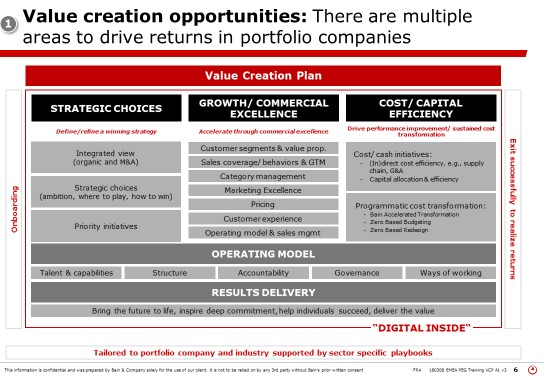 1
Value creation opportunities: There are multiple
areas to drive returns in portfolio companies
Value Creation Plan
Onboarding
STRATEGIC CHOICES
Define/refine a winning strategy
Integrated view
(organic and M&A)
Strategic choices
(ambition, where to play, how to win)
Priority initiatives
GROWTH/ COMMERCIAL
EXCELLENCE
Accelerate through commercial excellence
Customer segments & value prop.
Sales coverage/ behaviors & GTM
Category management
Marketing Excellence
Pricing
Customer experience
Operating model & sales mgmt
COST/ CAPITAL
EFFICIENCY
Drive performance improvement/ sustained cost
transformation
Cost/ cash initiatives:
- (In)direct cost efficiency, e.g., supply
chain, G&A
- Capital allocation & efficiency
Programmatic cost transformation:
- Bain Accelerated Transformation
- Zero Based Budgeting
- Zero Based Redesign
Exit successfully to realize returns
OPERATING MODEL
Talent & capabilities
Structure
Accountability
Governance
Ways of working
RESULTS DELIVERY
Bring the future to life, inspire deep commitment, help individuals succeed, deliver the value
“DIGITAL INSIDE”
Tailored to portfolio company and industry supported by sector specific playbooks
This information is confidential and was prepared by Bain & Company solely for the use of our client; it is not to be relied on by any 3rd party without Bain's prior written consent
FRA
180308 EMEA PEG Training VCP A1 v3
6